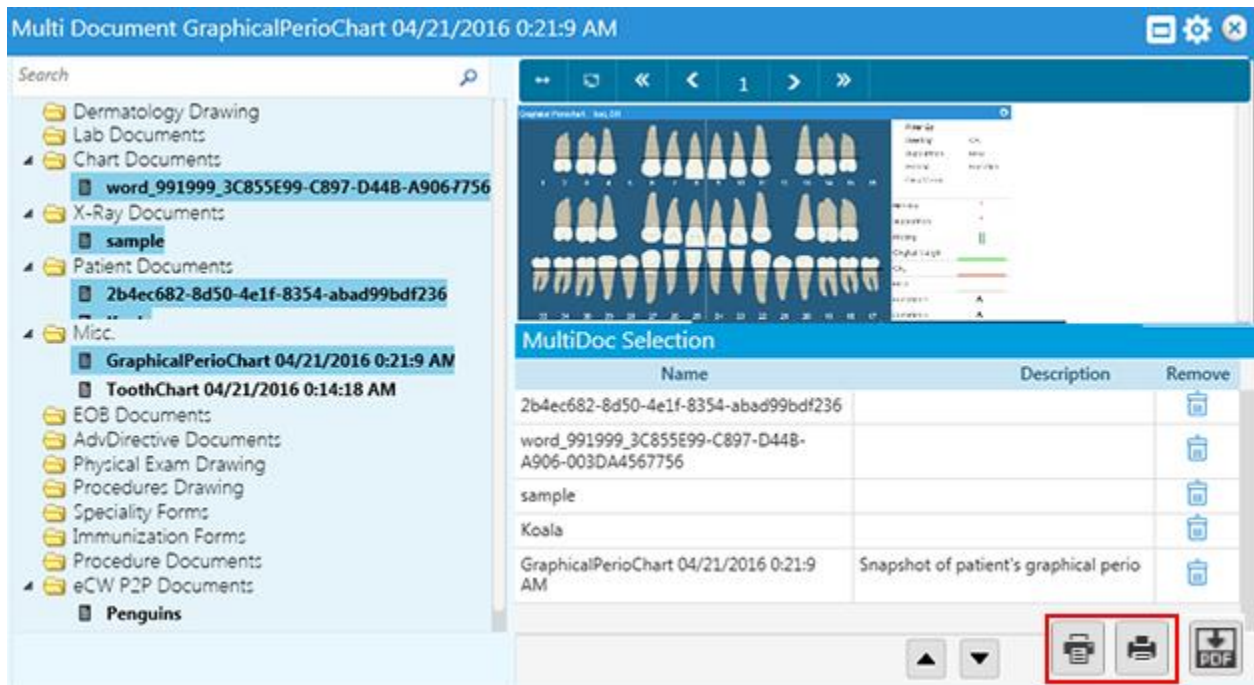 Multi Document GraphicalPerioChart 04/21/2016 0:21:9 AM
Search
Dermatology Drawing
Lab Documents
Chart Documents
word_991999_3C855E99-C897-D44B-A906-7756
X-Ray Documents
sample
Patient Documents
2b4ec682-8d50-4e1f-8354-abad99bdf236
Misc.
GraphicalPerioChart 04/21/2016 0:21:9 AM
ToothChart 04/21/2016 0:14:18 AM
EOB Documents
AdvDirective Documents
Physical Exam Drawing
Procedures Drawing
Speciality Forms
Immunization Forms
Procedure Documents
eCW P2P Documents
Penguins
1
MultiDoc Selection
Name Description Remove
2b4ec682-8d50-4e1f-8354-abad99bdf236
word_991999_3C855E99-C897-D44B-
A906-003DA4567756
sample
Koala
GraphicalPerioChart 04/21/2016 0:21:9 Snapshot of patient's graphical perio
AM
PDF